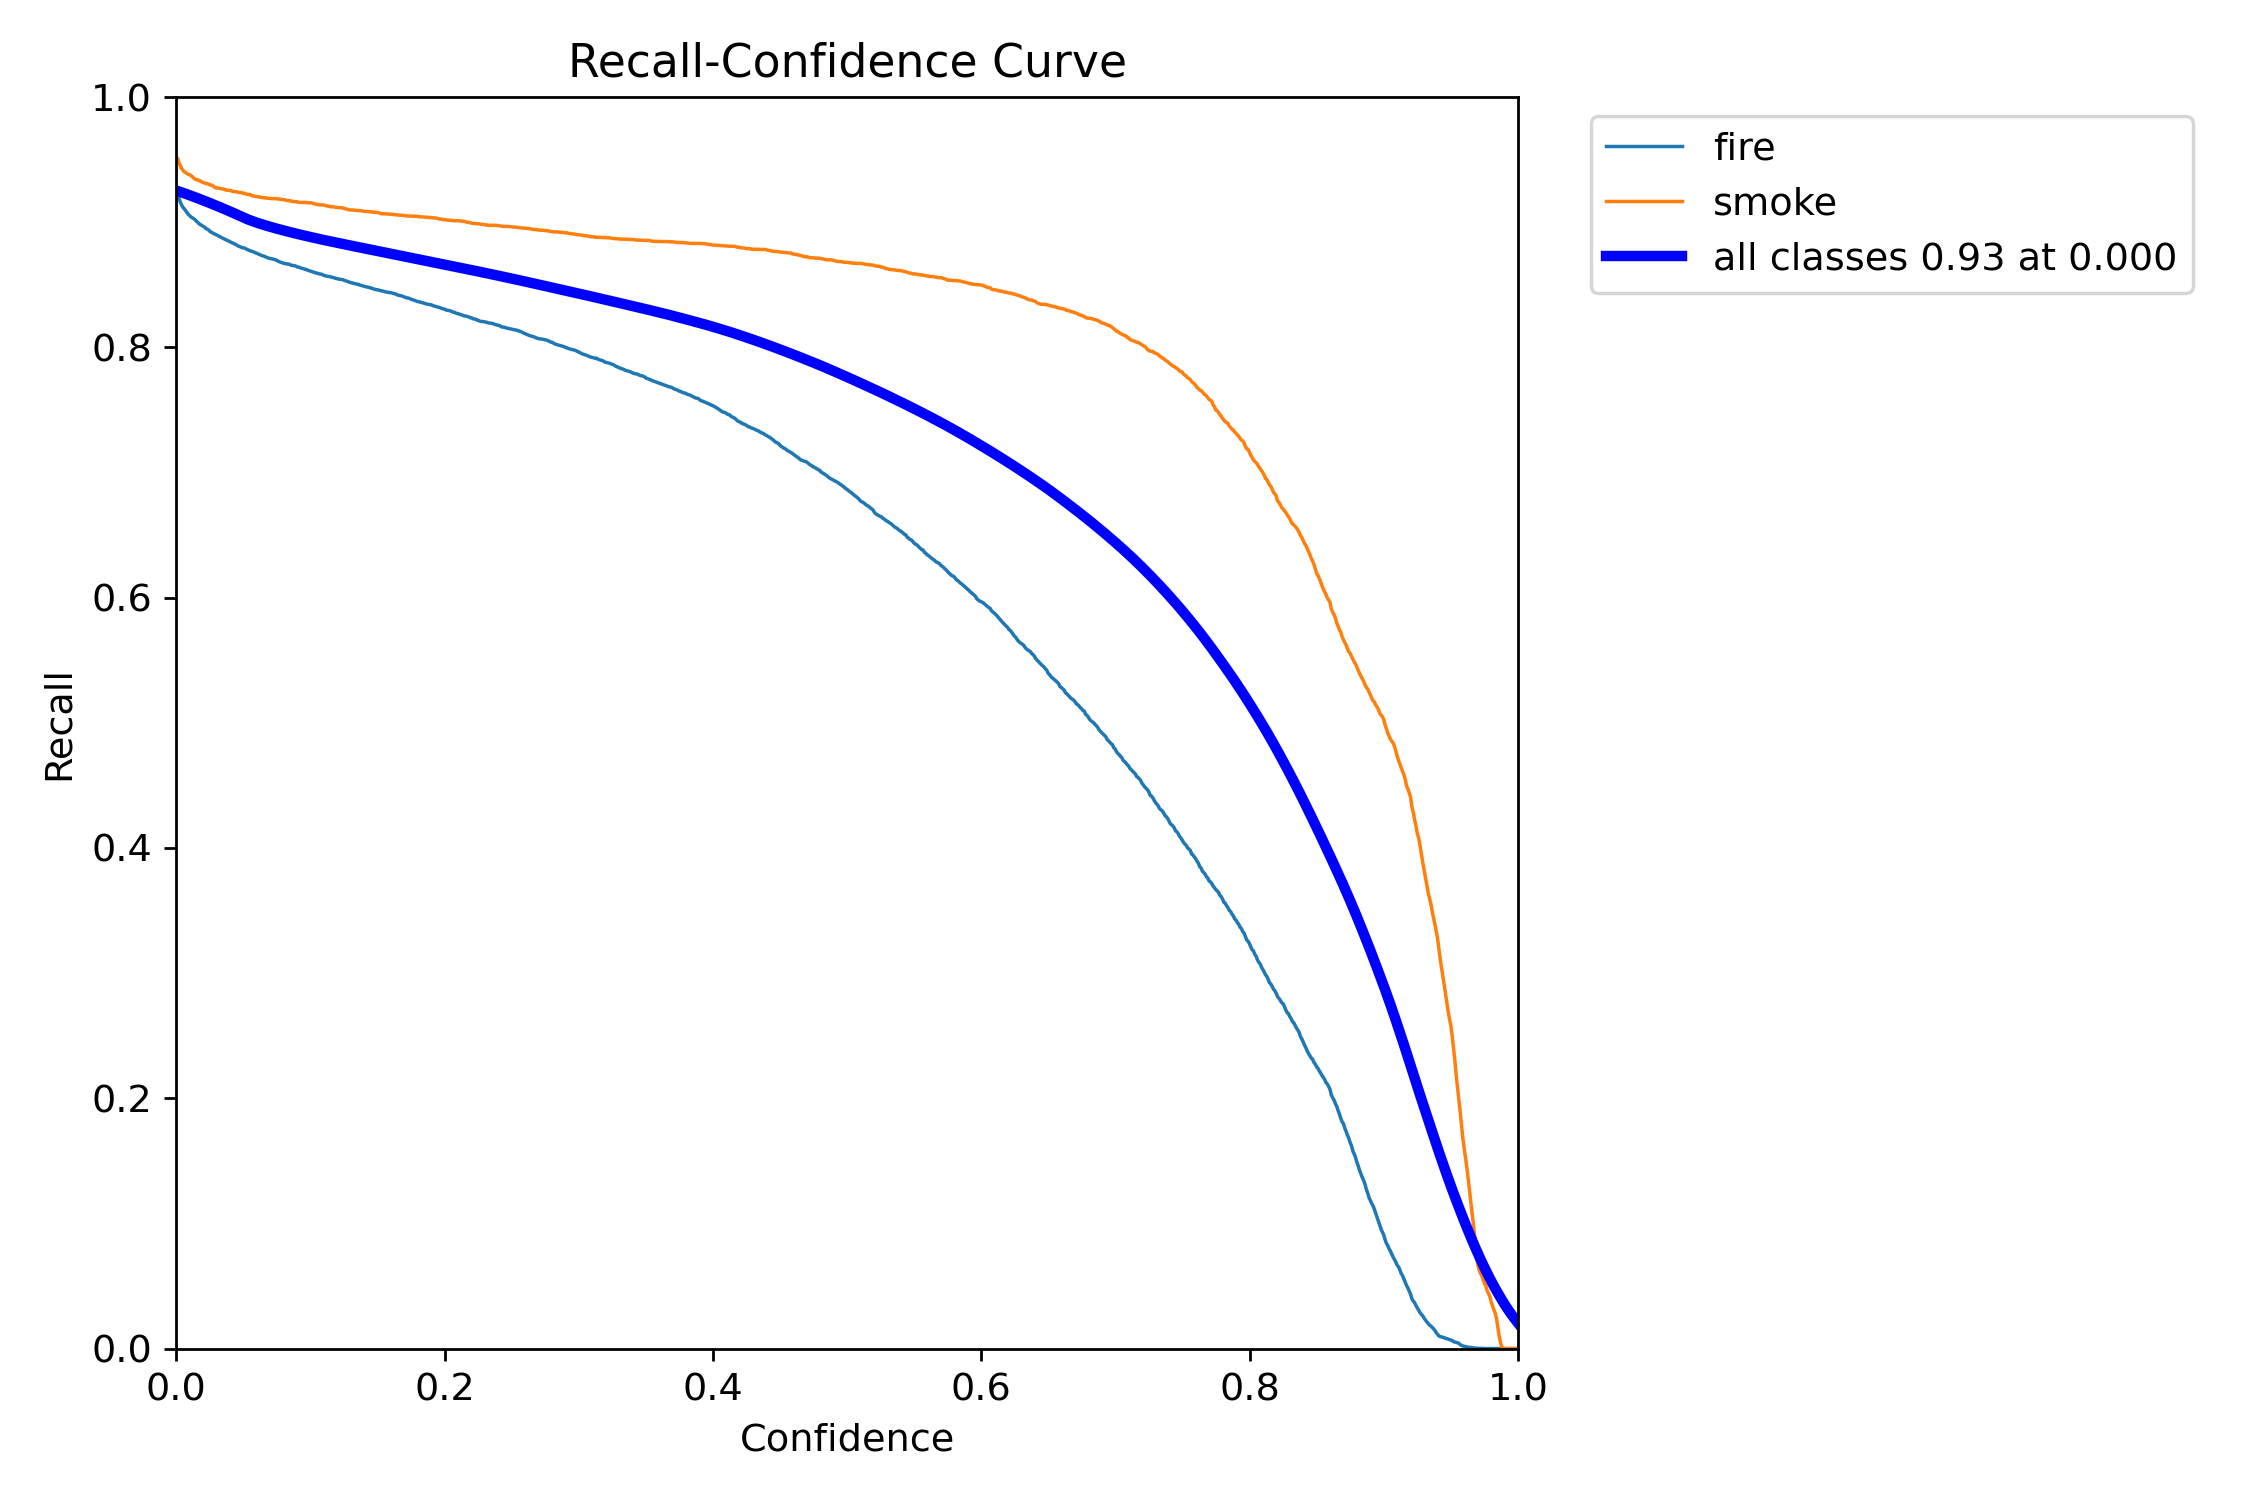 Recall-Confidence Curve
1.0
0.8
0.6
0.4
0.2
0.0
Recall
0.0 0.2 0.4 0.6 0.8 1.0
Confidence
fire
smoke
all classes 0.93 at 0.000